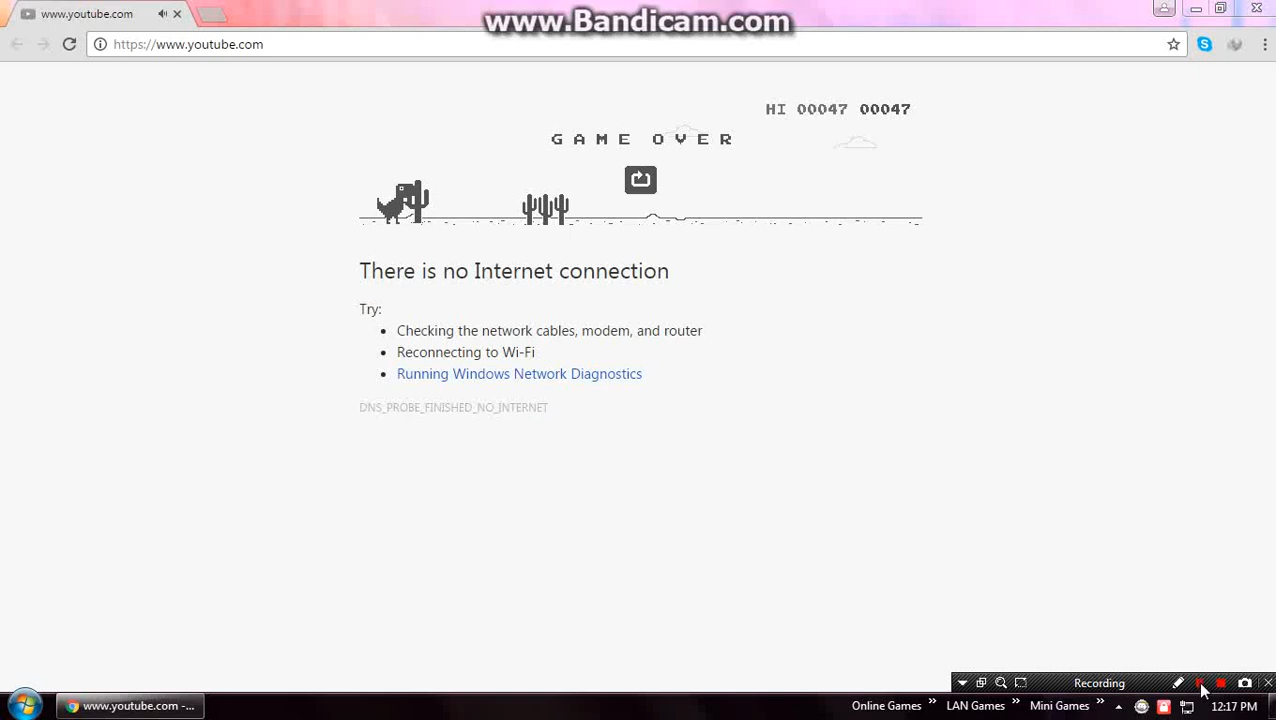 www.youtube.com
www.Bandicam.com
https://www.youtube.com
HI 00047 00047
GAME OVER
There is no Internet connection
Try:
Checking the network cables, modem, and router
Reconnecting to Wi-Fi
Running Windows Network Diagnostics
DNS_PROBE_FINISHED_NO_INTERNET
Recording
www.youtube.com -...
Online Games
LAN Games
Mini Games
12:17 PM